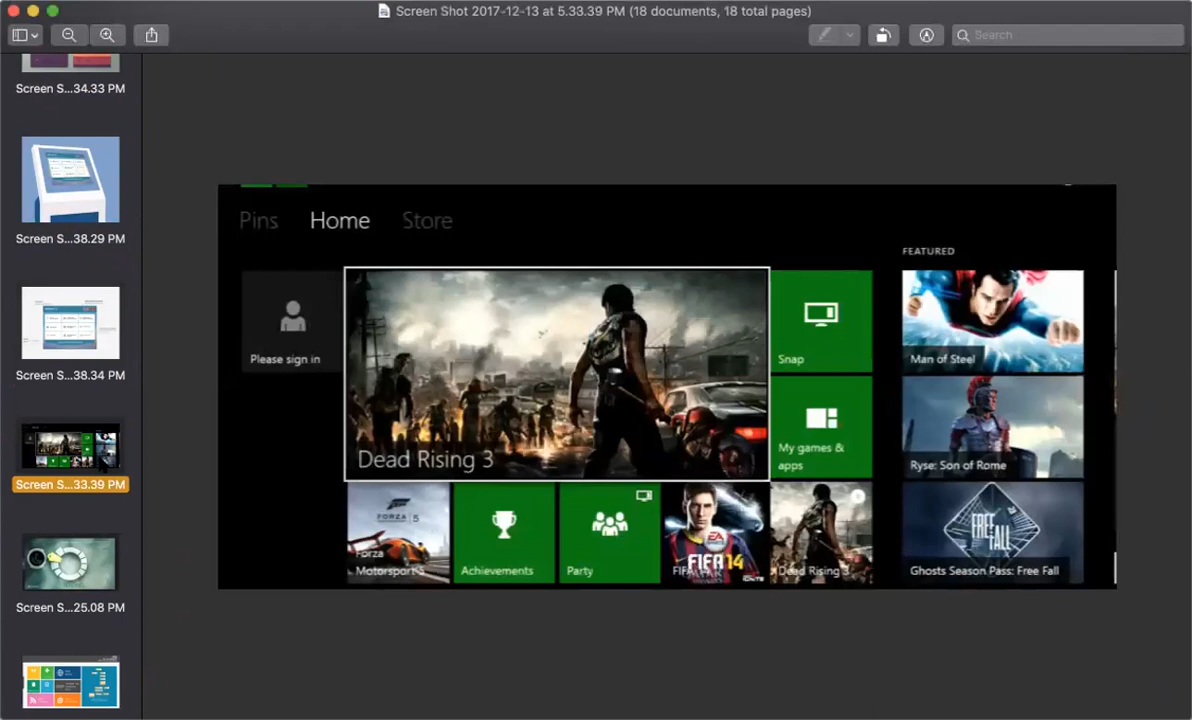 Screen Shot 2017-12-13 at 5.33.39 PM (18 documents, 18 total pages)
Search
Screen S...34.33 PM
Screen S...38.29 PM
Screen S...38.34 PM
Screen S...33.39 PM
Screen S...25.08 PM
Pins Home Store
FEATURED
Please sign in
Dead Rising 3
Snap
My games &
apps
Man of Steel
Ryse: Son of Rome
FORZA 5
Forza
Motorsport 5
Achievements
Party
EA
SPORTS
FIFA 14
IGNITE
Dead Rising 3
FREE
FALL
Ghosts Season Pass: Free Fall